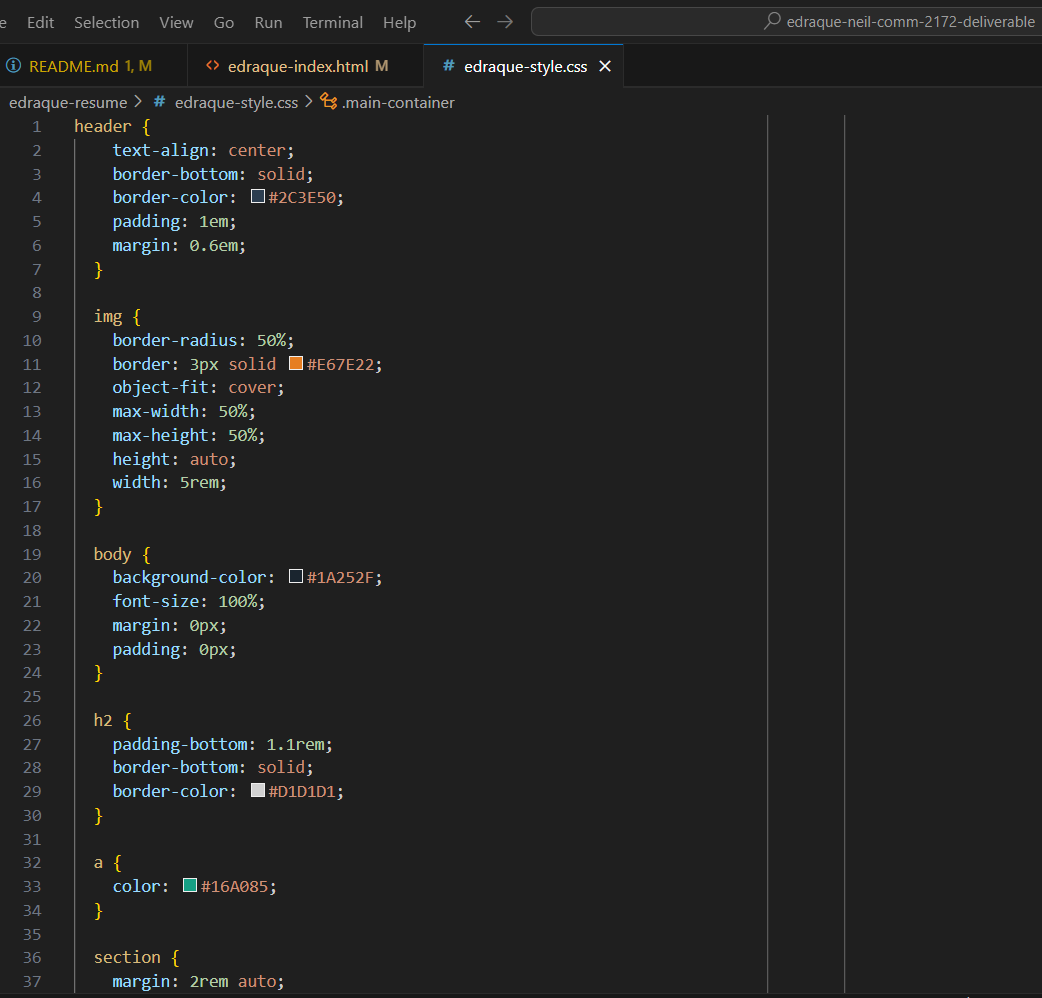 e Edit Selection View Go Run Terminal Help ← → edraque-neil-comm-2172-deliverable
README.md 1, M edraque-index.html M # edraque-style.css ×
edraque-resume > # edraque-style.css > .main-container
1 header {
2 text-align: center;
3 border-bottom: solid;
4 border-color: #2C3E50;
5 padding: 1em;
6 margin: 0.6em;
7 }
8
9 img {
10 border-radius: 50%;
11 border: 3px solid #E67E22;
12 object-fit: cover;
13 max-width: 50%;
14 max-height: 50%;
15 height: auto;
16 width: 5rem;
17 }
18
19 body {
20 background-color: #1A252F;
21 font-size: 100%;
22 margin: 0px;
23 padding: 0px;
24 }
25
26 h2 {
27 padding-bottom: 1.1rem;
28 border-bottom: solid;
29 border-color: #D1D1D1;
30 }
31
32 a {
33 color: #16A085;
34 }
35
36 section {
37 margin: 2rem auto;